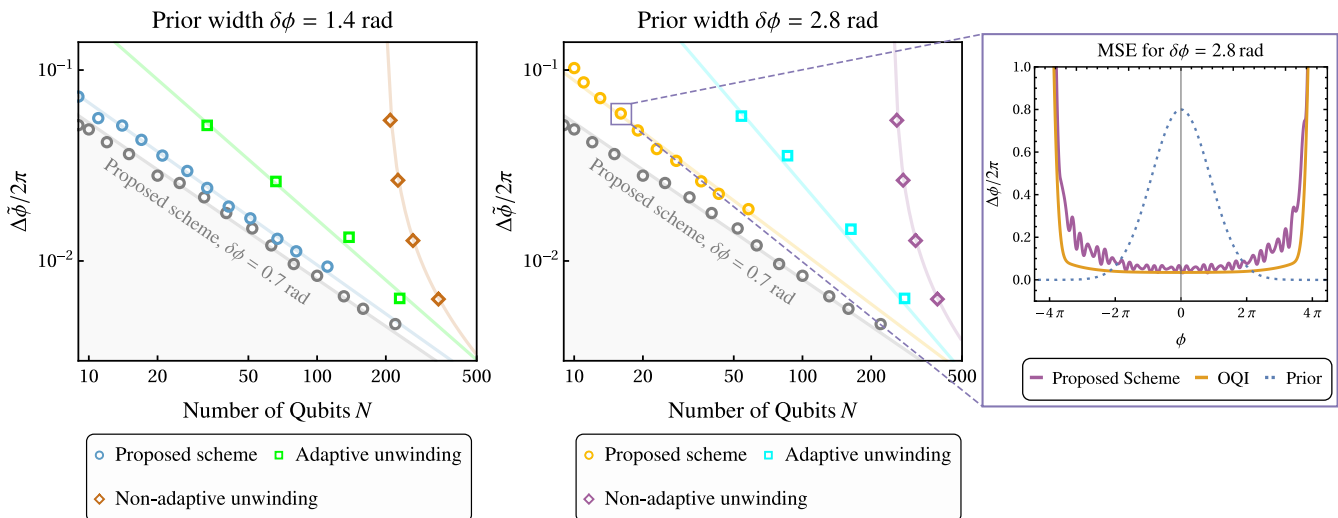 Prior width δϕ = 1.4 rad
10⁻¹
10⁻²
Δϕ̃/2π
Proposed scheme, δϕ = 0.7 rad
10 20 50 100 200 500
Number of Qubits N
Proposed scheme
Adaptive unwinding
Non-adaptive unwinding
Prior width δϕ = 2.8 rad
10⁻¹
10⁻²
Δϕ̃/2π
Proposed scheme, δϕ = 0.7 rad
10 20 50 100 200 500
Number of Qubits N
Proposed scheme
Adaptive unwinding
Non-adaptive unwinding
MSE for δϕ = 2.8 rad
1.0
0.8
0.6
0.4
0.2
0.0
Δϕ/2π
−4 π −2 π 0 2 π 4 π
ϕ
Proposed Scheme OQI Prior